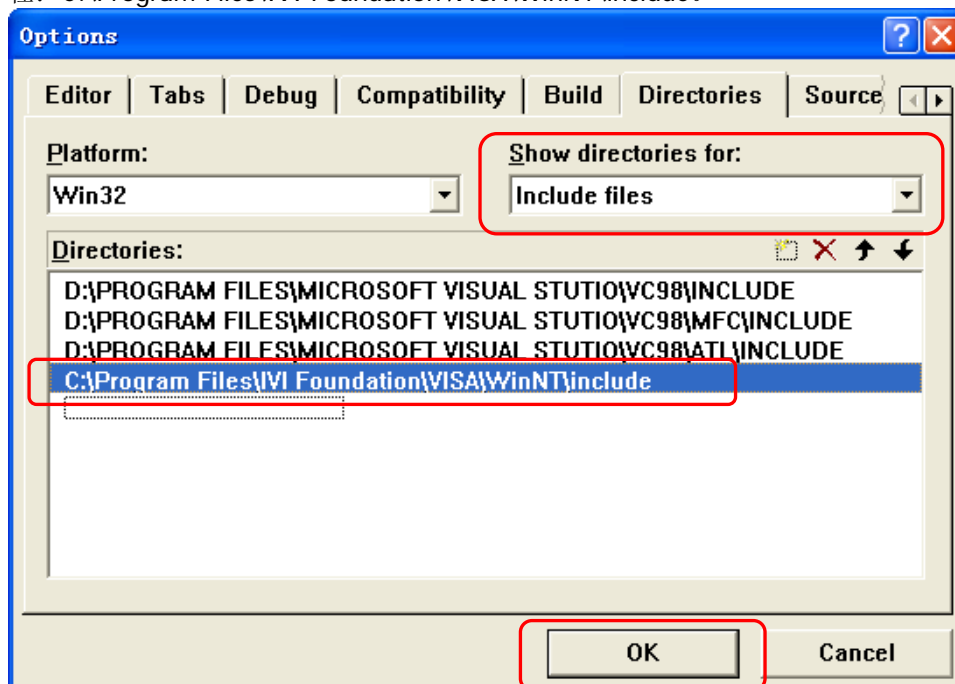 Options
Editor Tabs Debug Compatibility Build Directories Source
Platform: Show directories for:
Win32 Include files
Directories:
D:\PROGRAM FILES\MICROSOFT VISUAL STUTIO\VC98\INCLUDE
D:\PROGRAM FILES\MICROSOFT VISUAL STUTIO\VC98\MFC\INCLUDE
D:\PROGRAM FILES\MICROSOFT VISUAL STUTIO\VC98\ATL\INCLUDE
C:\Program Files\IVI Foundation\VISA\WinNT\include
OK Cancel